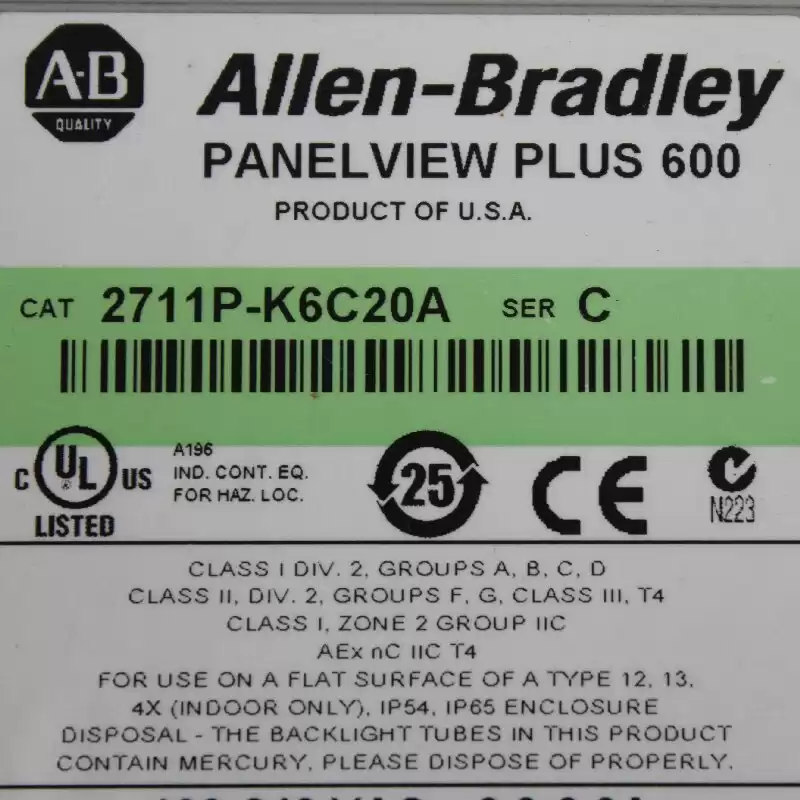 A-B
QUALITY
Allen-Bradley
PANELVIEW PLUS 600
PRODUCT OF U.S.A.
CAT 2711P-K6C20A SER C
C UL US
LISTED
A196
IND. CONT. EQ.
FOR HAZ. LOC.
25
CE
N223
CLASS I DIV. 2, GROUPS A, B, C, D
CLASS II, DIV. 2, GROUPS F, G, CLASS III, T4
CLASS I, ZONE 2 GROUP IIC
AEx nC IIC T4
FOR USE ON A FLAT SURFACE OF A TYPE 12, 13,
4X (INDOOR ONLY), IP54, IP65 ENCLOSURE
DISPOSAL - THE BACKLIGHT TUBES IN THIS PRODUCT
CONTAIN MERCURY, PLEASE DISPOSE OF PROPERLY.